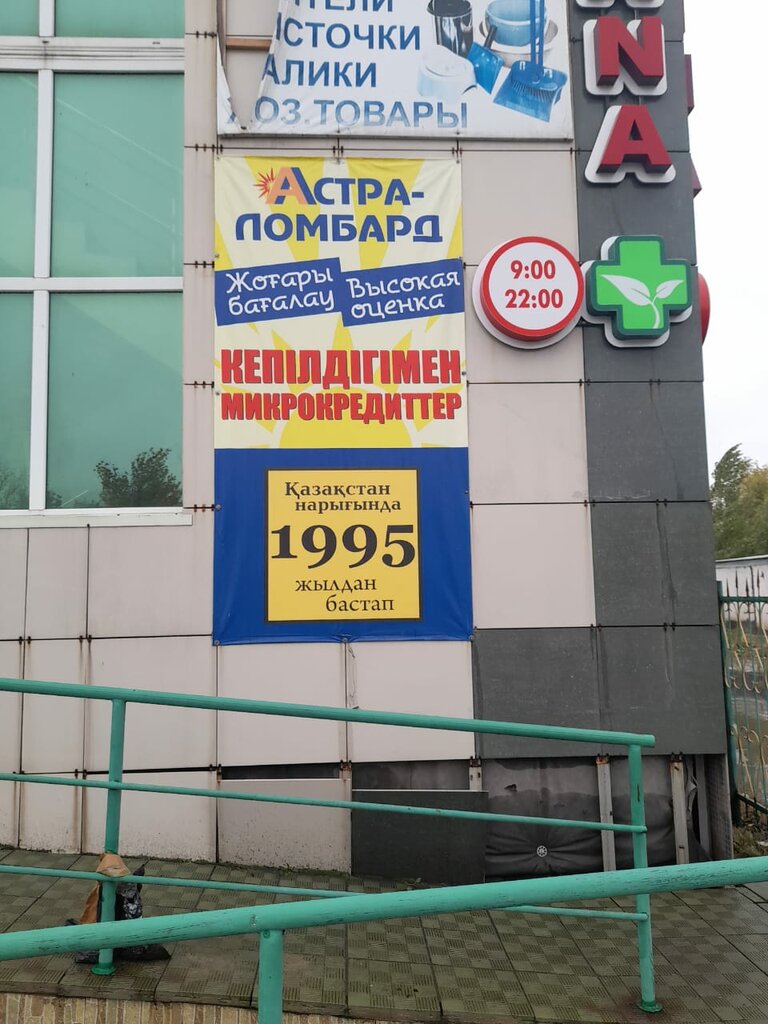 ИСТОЧКИ
АЛИКИ
ОЗ.ТОВАРЫ
NA
АСТРА-
ЛОМБАРД
Жоғары
бағалау
Высокая
оценка
9:00
22:00
КЕПІЛДІГІМЕН
МИКРОКРЕДИТТЕР
Қазақстан
нарығында
1995
жылдан
бастап